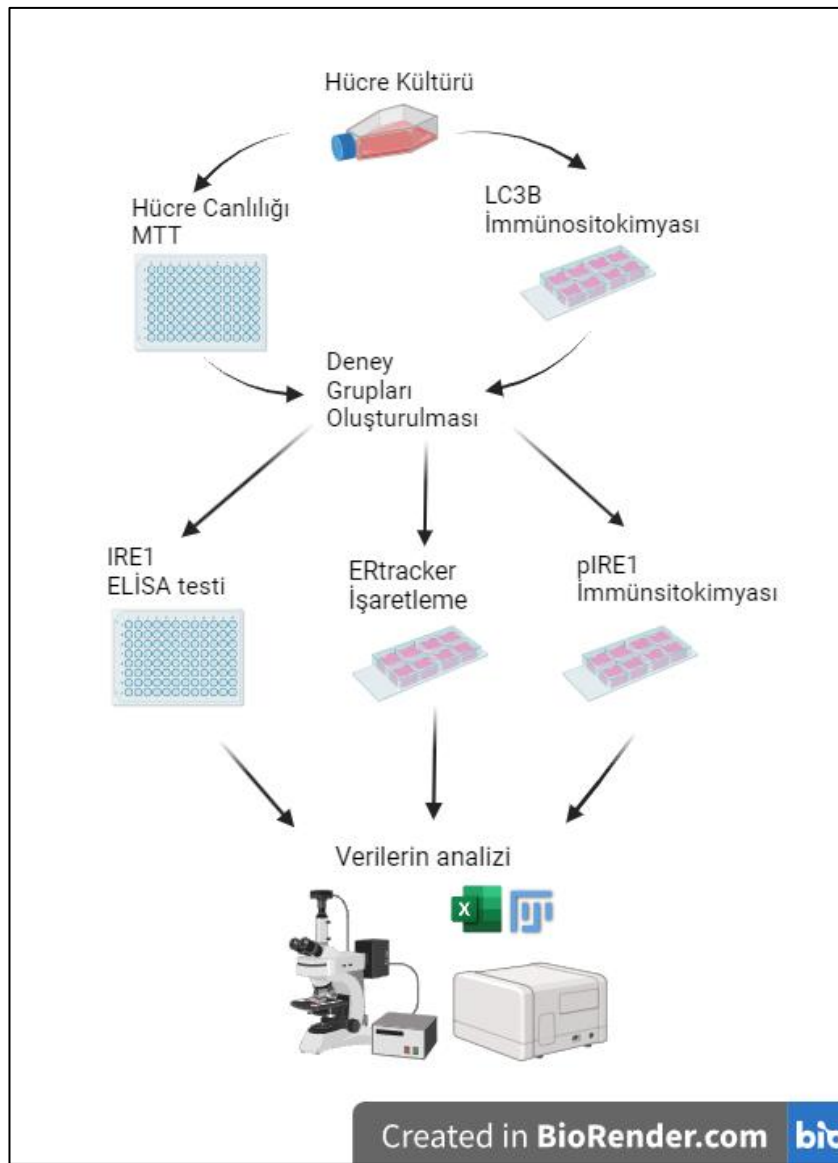 Hücre Kültürü
Hücre Canlılığı
MTT
LC3B
İmmünositokimyası
Deney
Grupları
Oluşturulması
IRE1
ELİSA testi
ERtracker
İşaretleme
pIRE1
İmmünsitokimyası
Verilerin analizi
X
Created in BioRender.com
bio